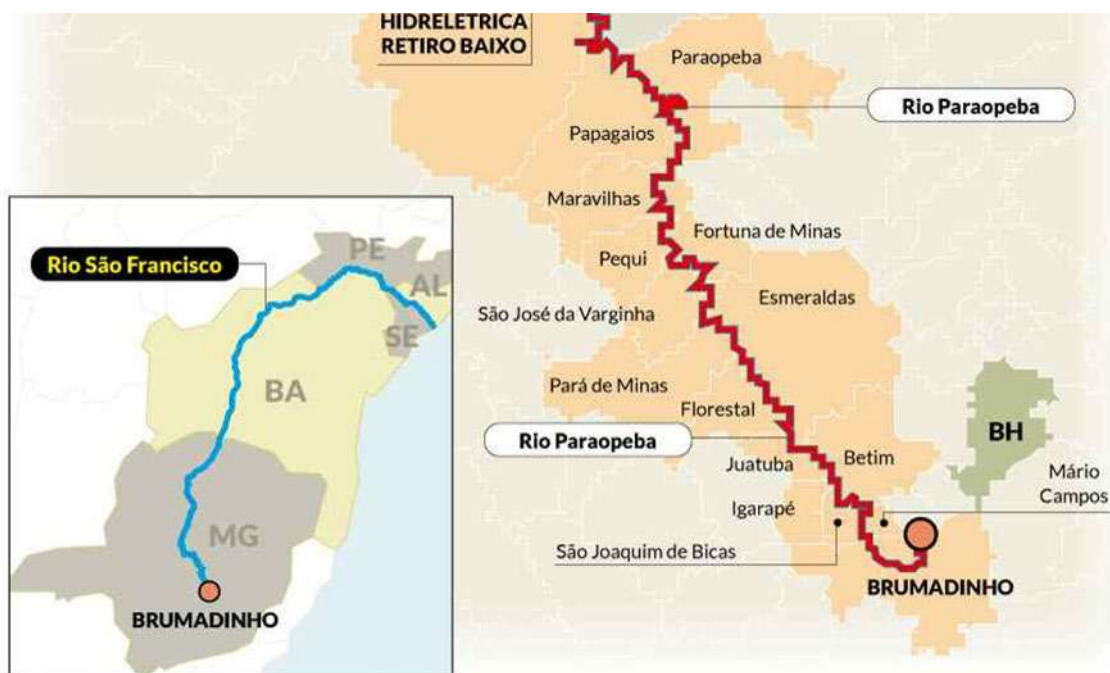 HIDRELÉTRICA
RETIRO BAIXO
Paraopeba
Rio Paraopeba
Papagaios
Maravilhas
Fortuna de Minas
Pequi
Esmeraldas
São José da Varginha
Pará de Minas
Florestal
BH
Rio Paraopeba
Juatuba
Betim
Mário
Campos
Igarapé
São Joaquim de Bicas
BRUMADINHO
Rio São Francisco
PE
AL
SE
BA
MG
BRUMADINHO